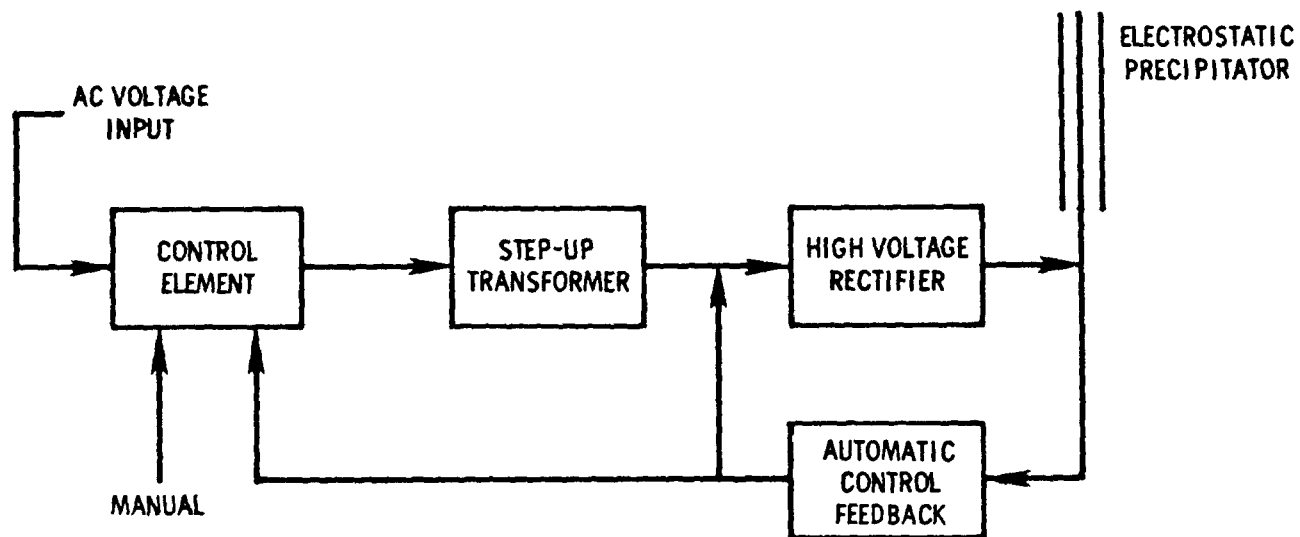 ELECTROSTATIC
PRECIPITATOR
AC VOLTAGE
INPUT
CONTROL
ELEMENT
STEP-UP
TRANSFORMER
HIGH VOLTAGE
RECTIFIER
MANUAL
AUTOMATIC
CONTROL
FEEDBACK